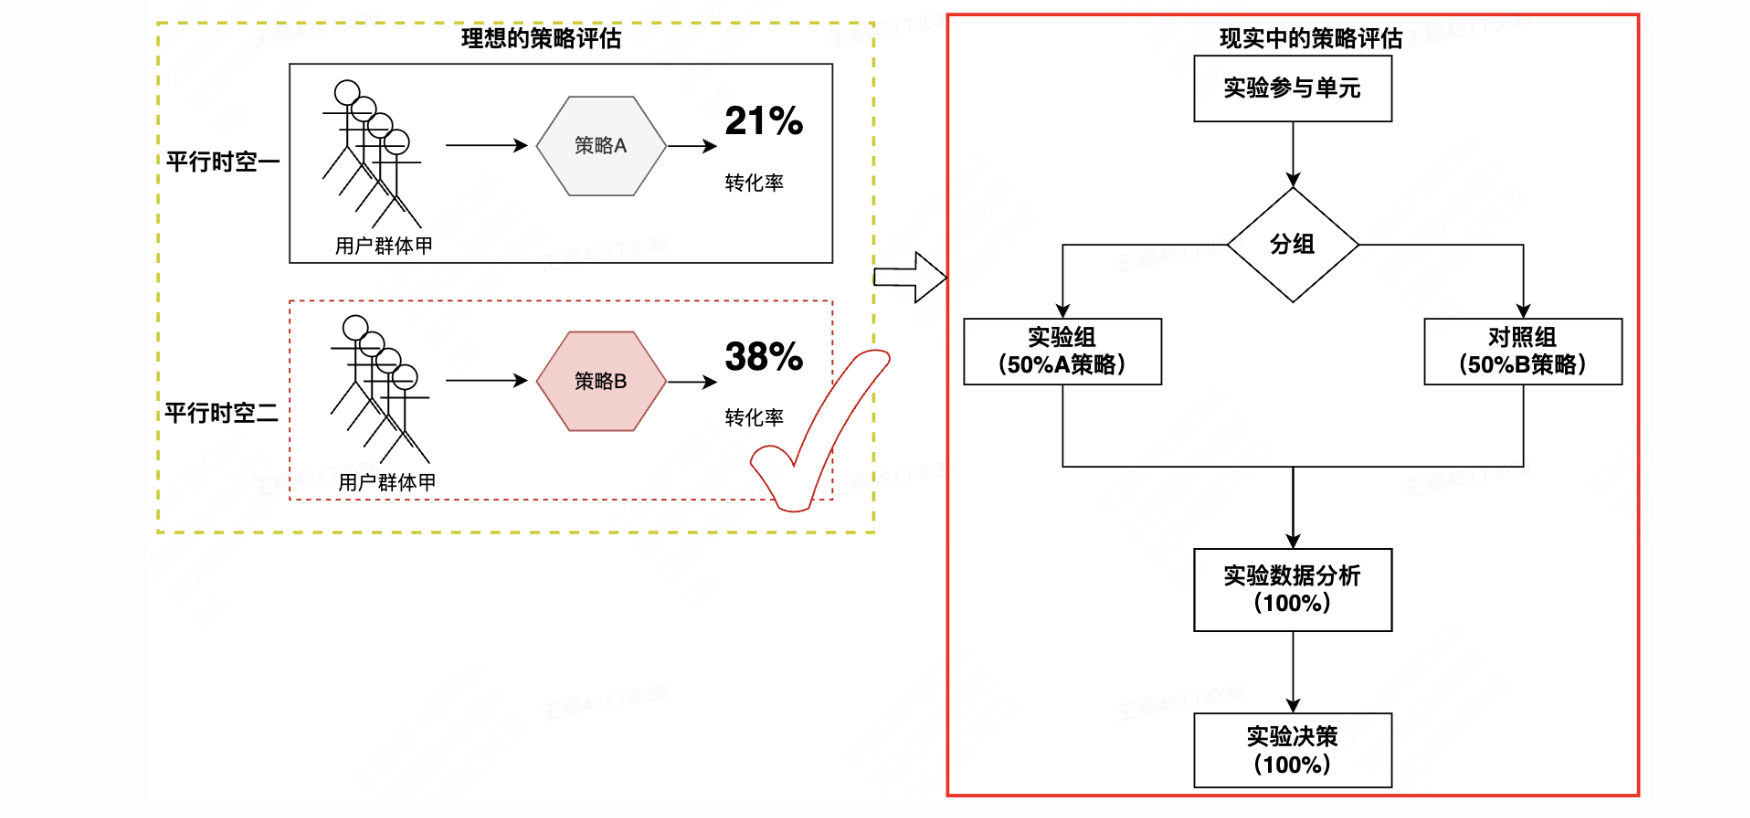 理想的策略评估
平行时空一
用户群体甲
策略A
21%
转化率
平行时空二
用户群体甲
策略B
38%
转化率
现实中的策略评估
实验参与单元
分组
实验组
（50%A策略）
对照组
（50%B策略）
实验数据分析
（100%）
实验决策
（100%）
王鹏42173036